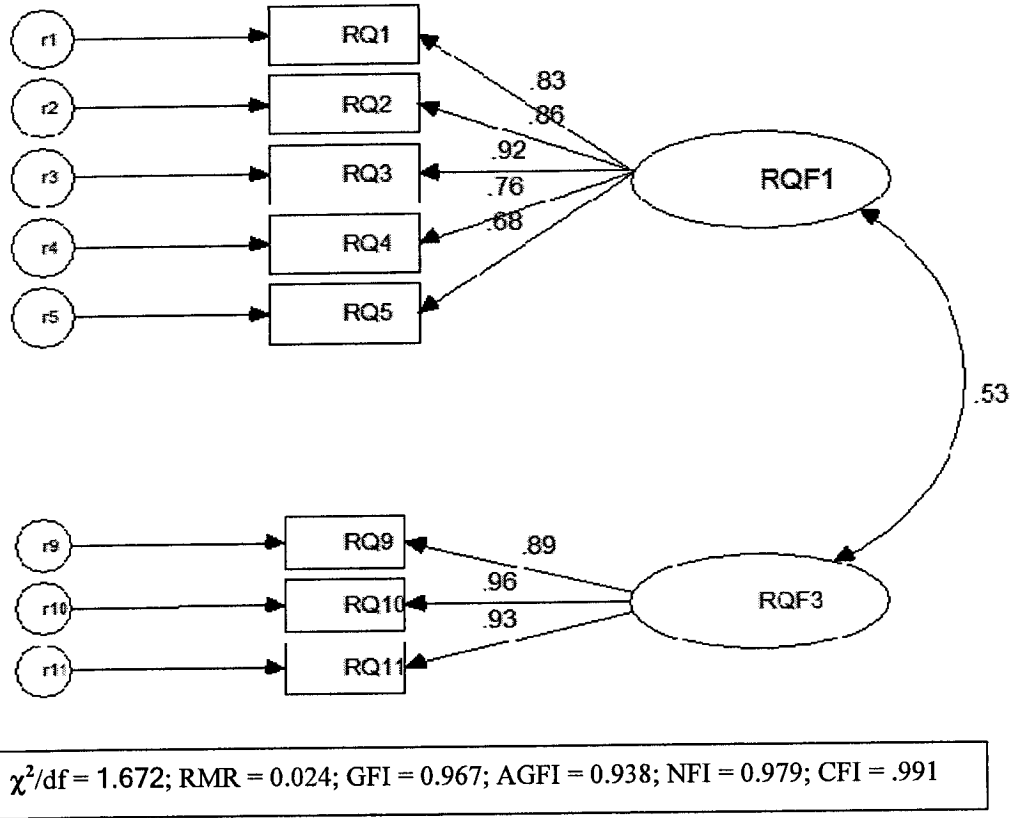 r1 RQ1
.83
r2 RQ2
.86
.92
r3 RQ3 RQF1
.76
.68
r4 RQ4
r5 RQ5
.53
r9 RQ9 .89
.96
r10 RQ10 RQF3
.93
r11 RQ11
χ²/df = 1.672; RMR = 0.024; GFI = 0.967; AGFI = 0.938; NFI = 0.979; CFI = .991